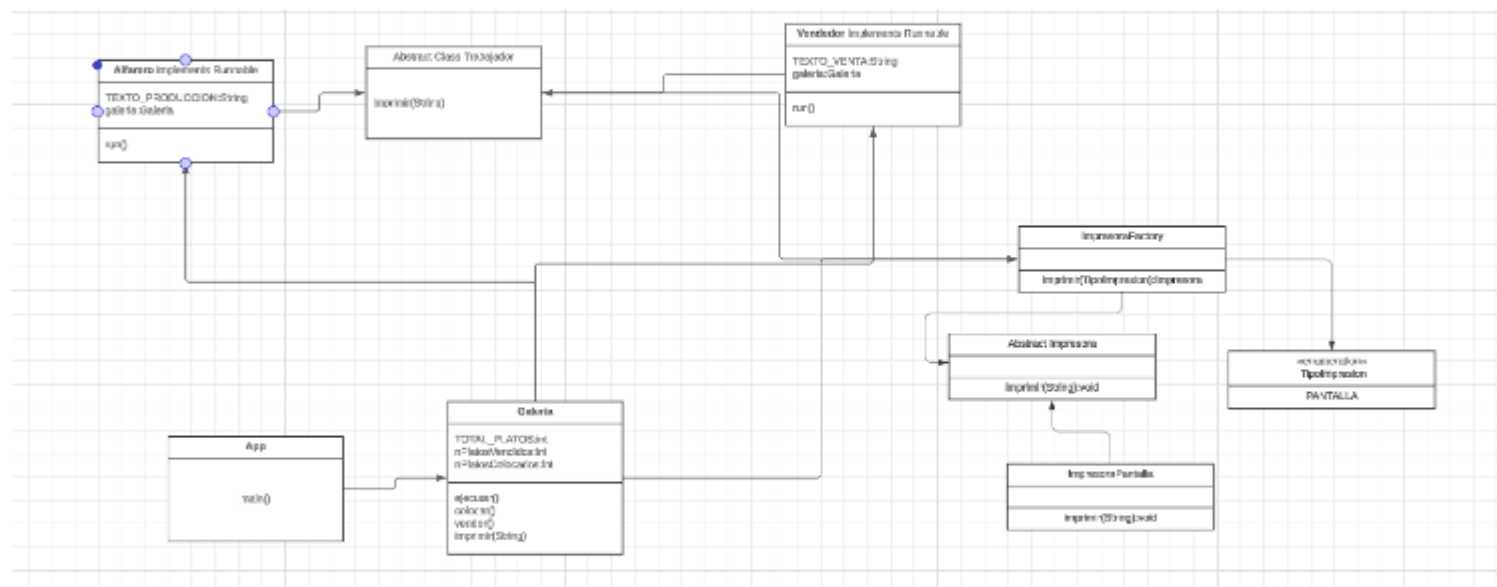 Alfarero implements Runnable
TEXTO_PRODUCCION:String
galeria:Galeria
run()
Abstract Class Trabajador
imprimir(String)
Vendedor implements Runnable
TEXTO_VENTA:String
galeria:Galeria
run()
ImpresoraFactory
imprimir(TipoImpresion):Impresora
Abstract Impresora
imprimir(String):void
«enumeration»
TipoImpresion
PANTALLA
ImpresoraPantalla
imprimir(String):void
App
main()
Galeria
TOTAL_PLATOS:int
nPlatosVendidos:int
nPlatosColocados:int
ejecutar()
colocar()
vender()
imprimir(String)